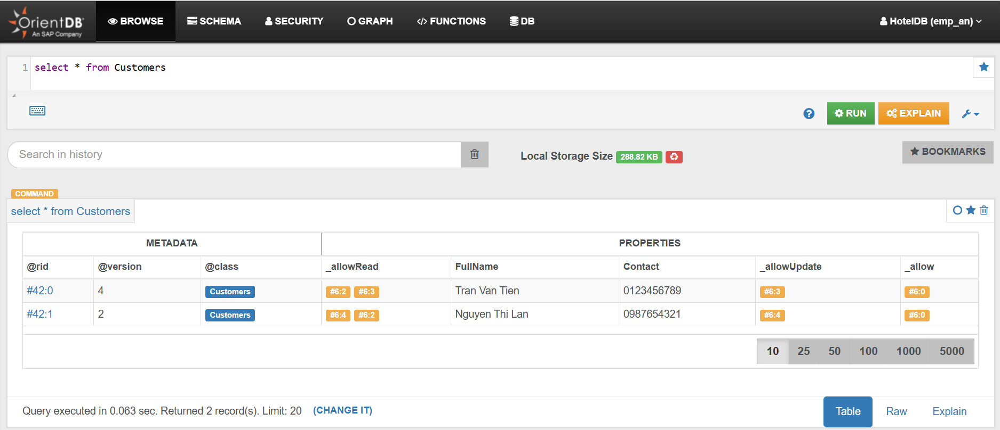 OrientDB
An SAP Company
BROWSE SCHEMA SECURITY GRAPH FUNCTIONS DB HotelDB (emp_an)
1 select * from Customers
RUN EXPLAIN
Search in history
Local Storage Size 288.82 KB
BOOKMARKS
COMMAND
select * from Customers
METADATA PROPERTIES
@rid @version @class _allowRead FullName Contact _allowUpdate _allow
#42:0 4 Customers #6:2 #6:3 Tran Van Tien 0123456789 #6:3 #6:0
#42:1 2 Customers #6:4 #6:2 Nguyen Thi Lan 0987654321 #6:4 #6:0
10 25 50 100 1000 5000
Query executed in 0.063 sec. Returned 2 record(s). Limit: 20 (CHANGE IT)
Table Raw Explain